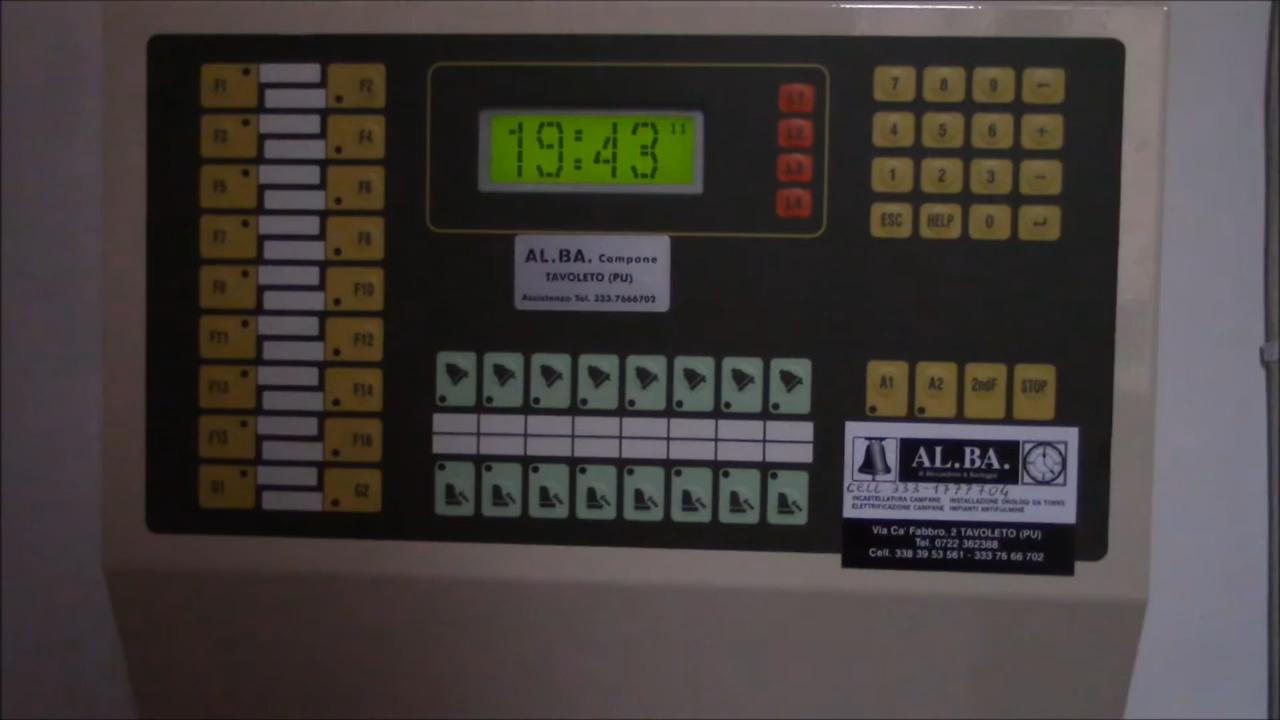 F1 F2
F3 F4
F5 F6
F7 F8
F9 F10
F11 F12
F13 F14
F15 F16
G1 G2
19:43 11
L1
L2
L3
L4
7 8 9 ←
4 5 6 +
1 2 3 -
ESC HELP 0 ↵
AL.BA. Campane
TAVOLETO (PU)
Assistenza Tel. 333.7666702
A1 A2 2ndF STOP
AL.BA.
CELL 333-1777704
INCASTELLATURA CAMPANE INSTALLAZIONE OROLOGI DA TORRE
ELETTRIFICAZIONE CAMPANE IMPIANTI ANTIFULMINE
Via Ca' Fabbro, 2 TAVOLETO (PU)
Tel. 0722 362388
Cell. 338 39 53 561 - 333 76 66 702